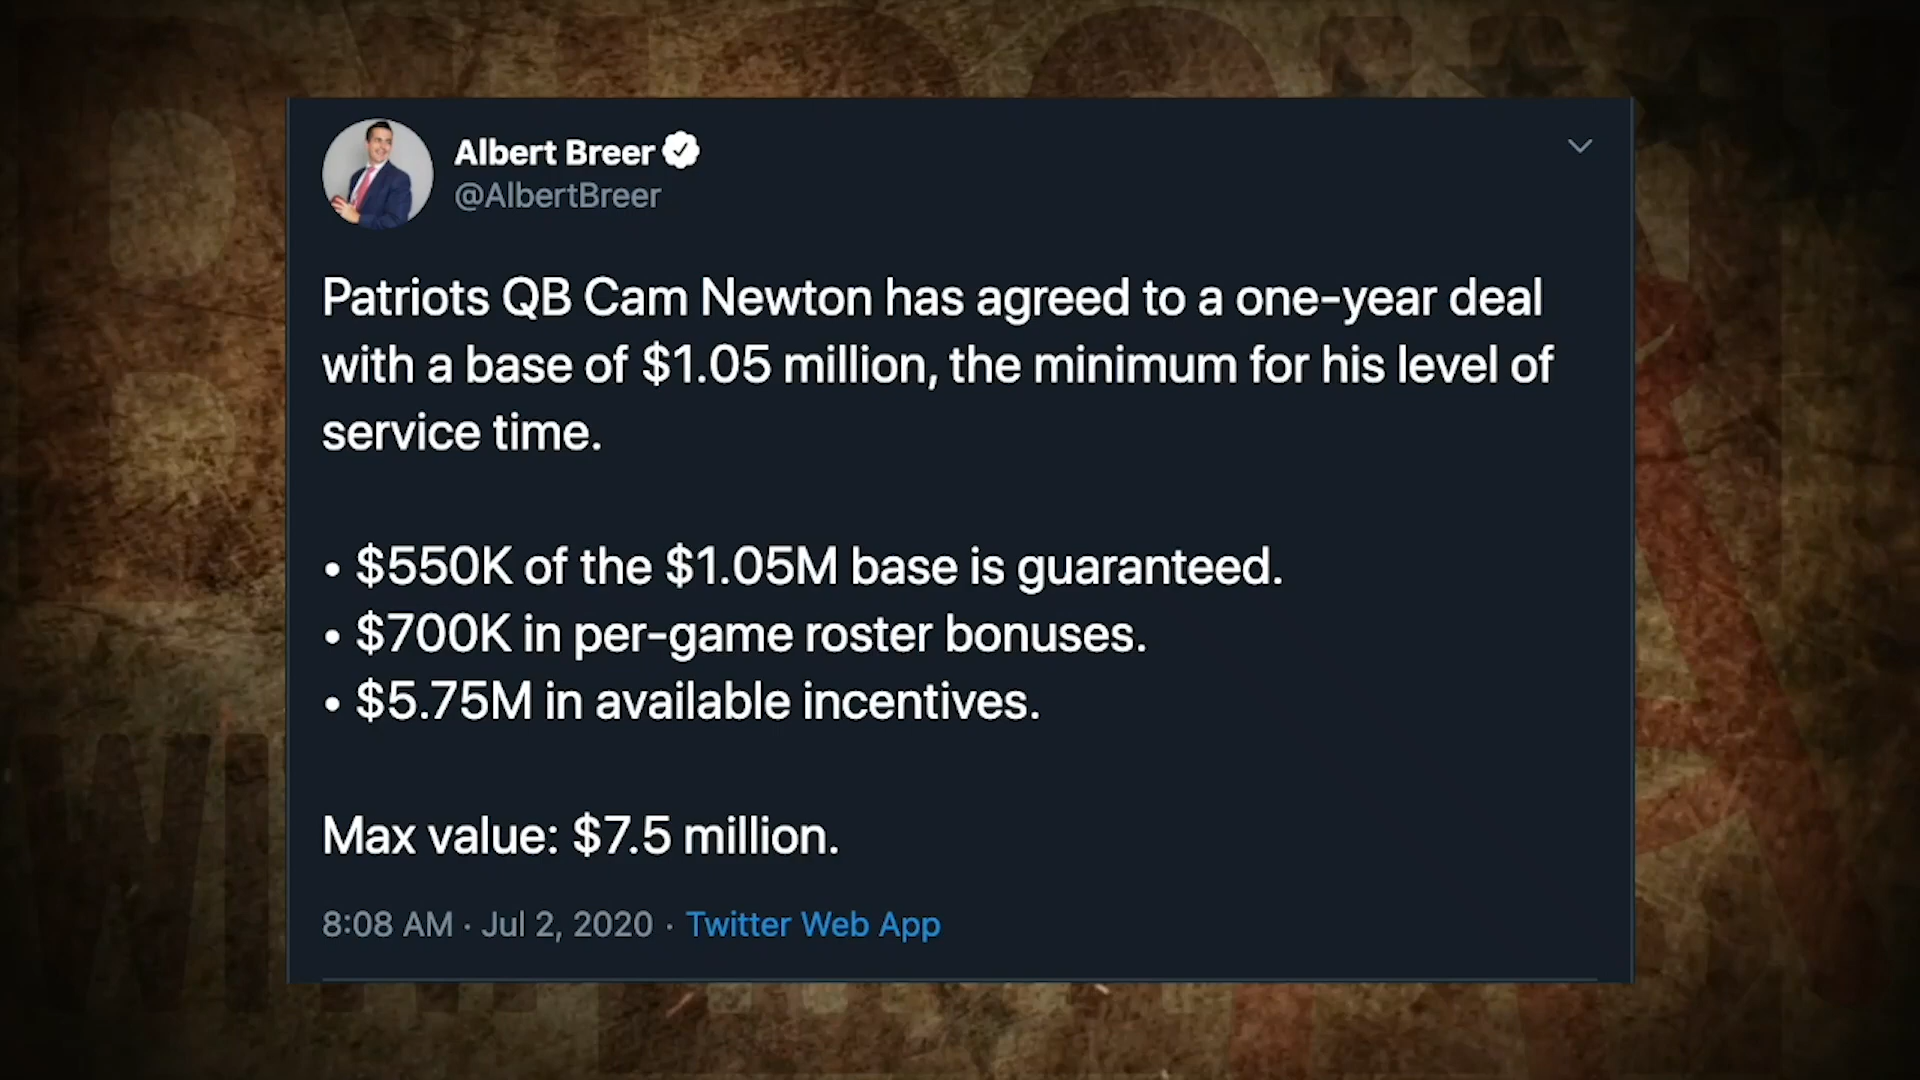 Albert Breer
@AlbertBreer
Patriots QB Cam Newton has agreed to a one-year deal
with a base of $1.05 million, the minimum for his level of
service time.
• $550K of the $1.05M base is guaranteed.
• $700K in per-game roster bonuses.
• $5.75M in available incentives.
Max value: $7.5 million.
8:08 AM · Jul 2, 2020 · Twitter Web App